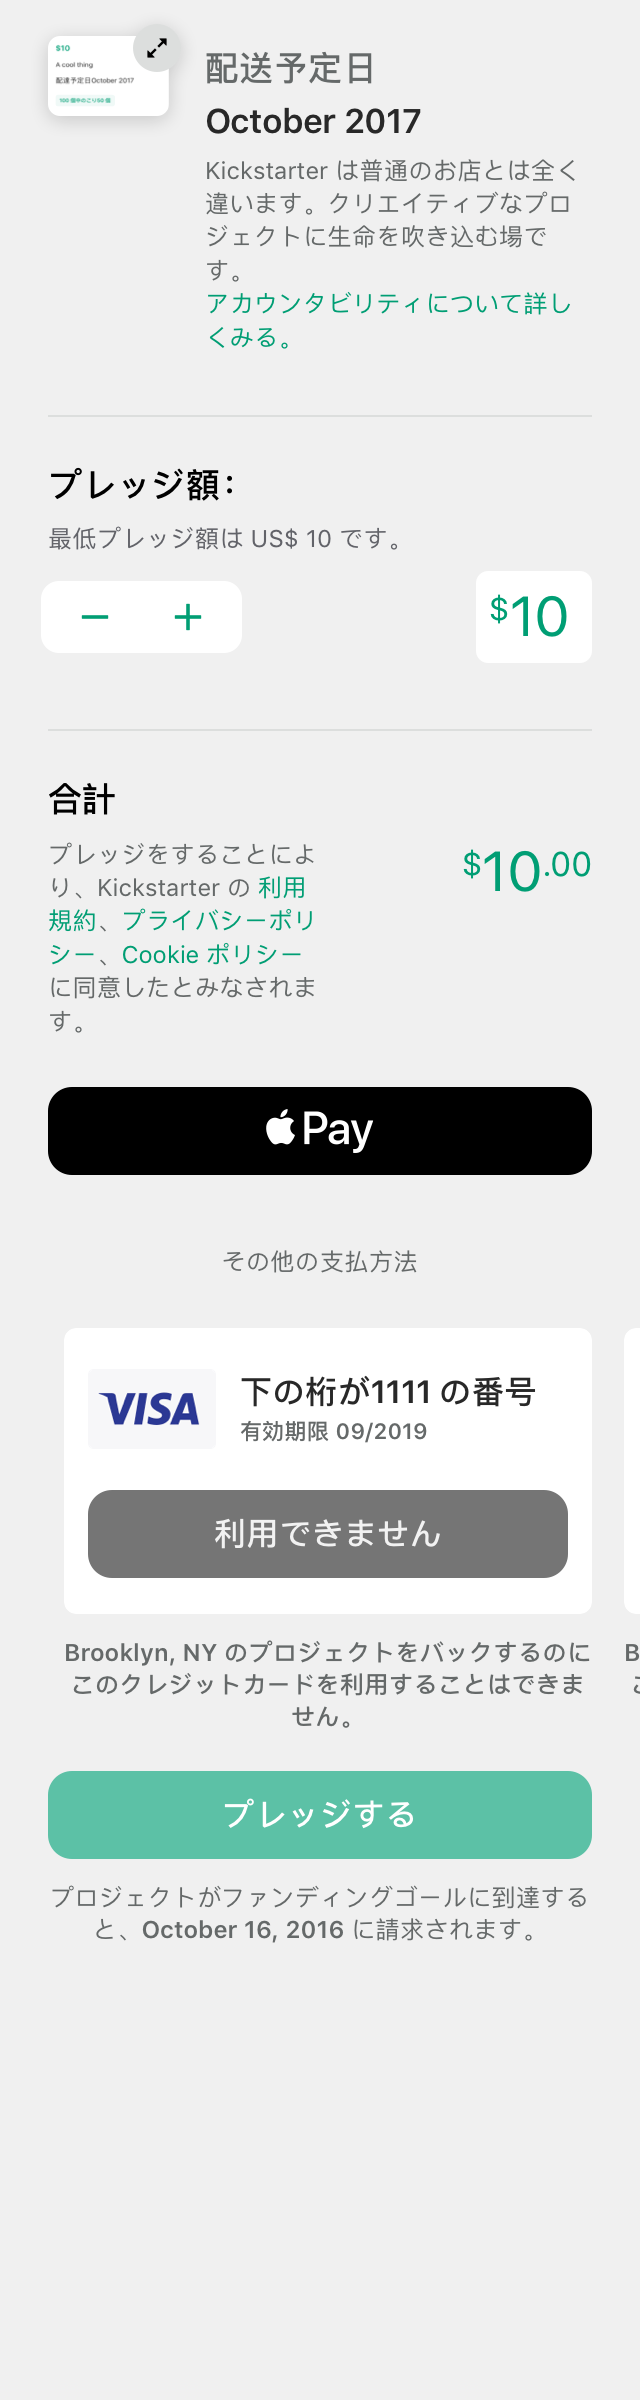 $10
A cool thing
配達予定日October 2017
100 個中のこり50 個
配送予定日
October 2017
Kickstarter は普通のお店とは全く
違います。クリエイティブなプロ
ジェクトに生命を吹き込む場で
す。
アカウンタビリティについて詳し
くみる。
プレッジ額：
最低プレッジ額は US$ 10 です。
$10
合計
プレッジをすることによ
り、Kickstarter の 利用
規約、プライバシーポリ
シー、Cookie ポリシー
に同意したとみなされま
す。
$10.00
Pay
その他の支払方法
VISA
下の桁が1111 の番号
有効期限 09/2019
利用できません
Brooklyn, NY のプロジェクトをバックするのに
このクレジットカードを利用することはできま
せん。
B
こ
プレッジする
プロジェクトがファンディングゴールに到達する
と、October 16, 2016 に請求されます。